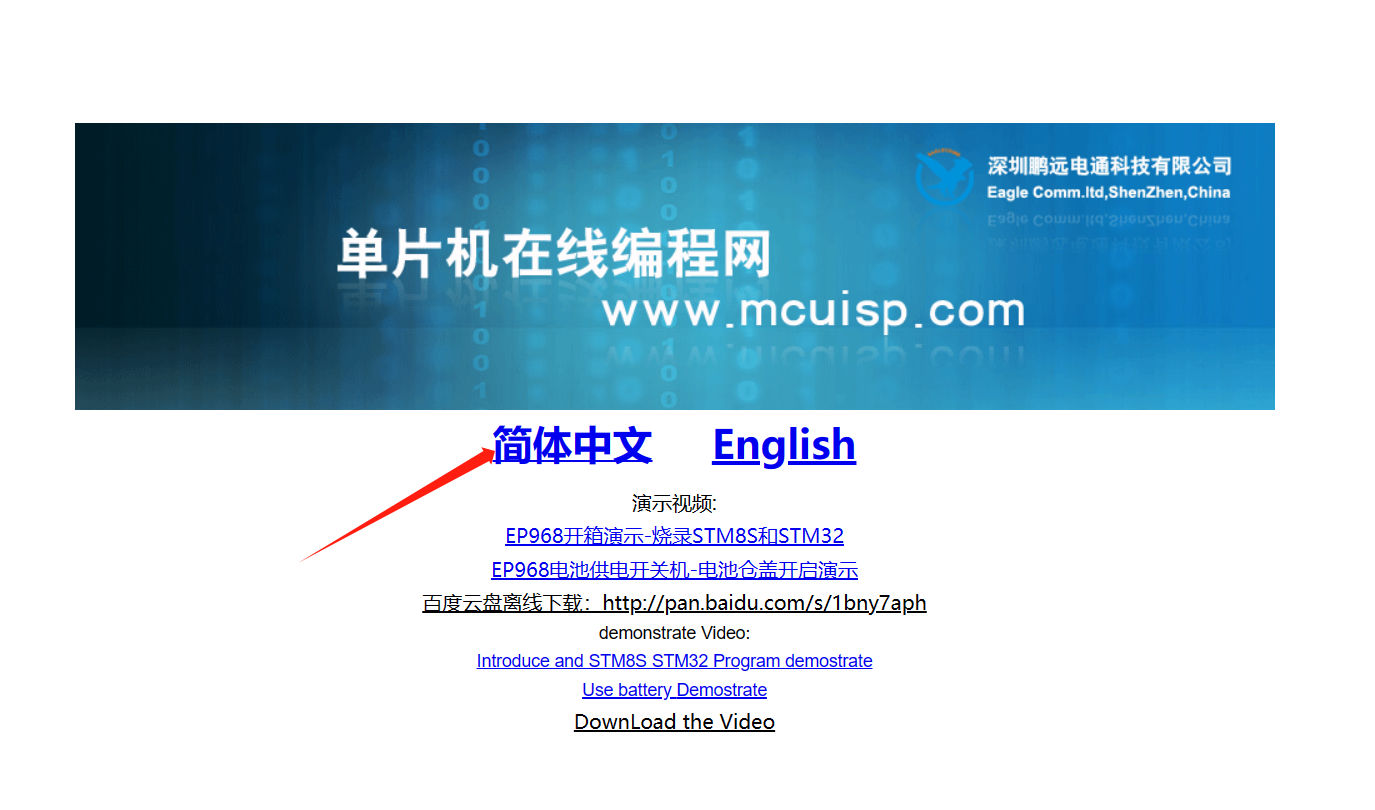 深圳鹏远电通科技有限公司
Eagle Comm.ltd,ShenZhen,China
单片机在线编程网
www.mcuisp.com
简体中文 English
演示视频:
EP968开箱演示-烧录STM8S和STM32
EP968电池供电开关机-电池仓盖开启演示
百度云盘离线下载：http://pan.baidu.com/s/1bny7aph
demonstrate Video:
Introduce and STM8S STM32 Program demostrate
Use battery Demostrate
DownLoad the Video